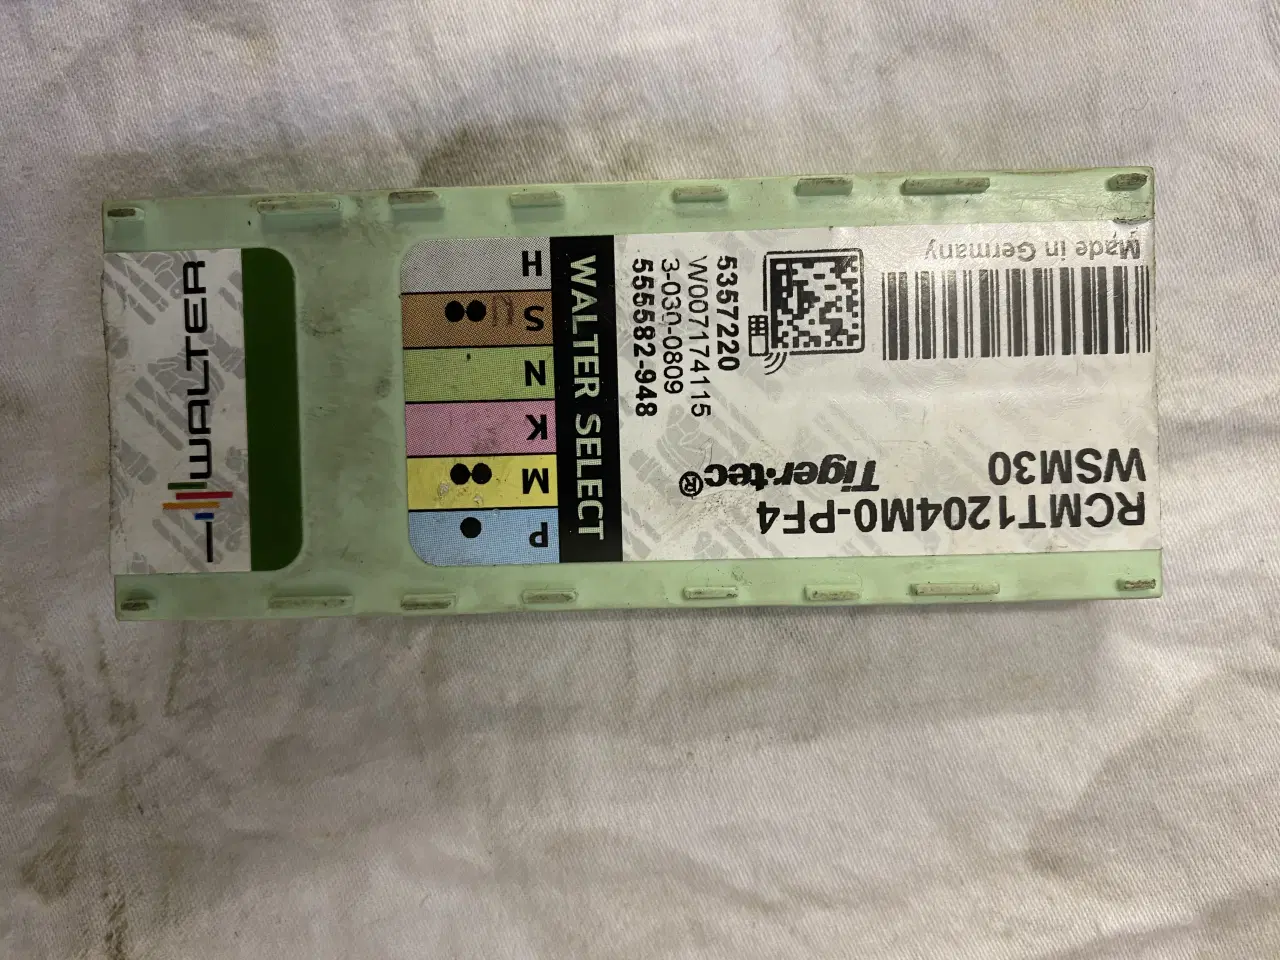 RCMT1204M0-PF4
WSM30
Tiger·tec®
Made in Germany
5357220
W007174115
3-030-0809
555582-948
WALTER SELECT
P
M
K
N
S
H
WALTER